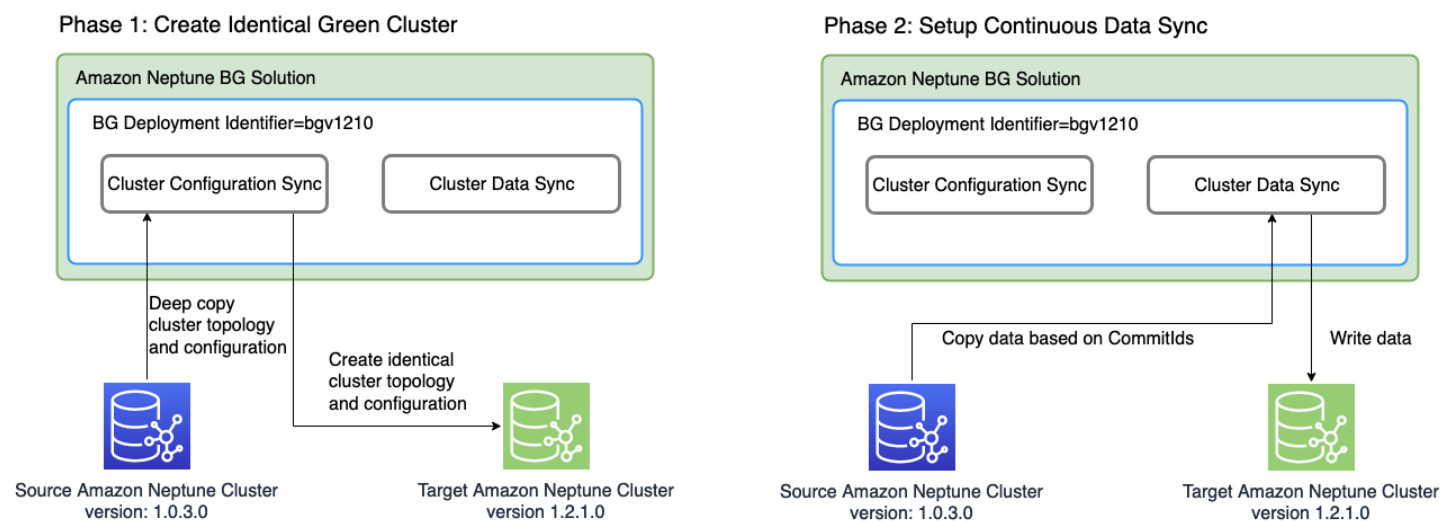 Phase 1: Create Identical Green Cluster
Amazon Neptune BG Solution
BG Deployment Identifier=bgv1210
Cluster Configuration Sync
Cluster Data Sync
Deep copy
cluster topology
and configuration
Create identical
cluster topology
and configuration
Source Amazon Neptune Cluster
version: 1.0.3.0
Target Amazon Neptune Cluster
version 1.2.1.0
Phase 2: Setup Continuous Data Sync
Amazon Neptune BG Solution
BG Deployment Identifier=bgv1210
Cluster Configuration Sync
Cluster Data Sync
Copy data based on CommitIds
Write data
Source Amazon Neptune Cluster
version: 1.0.3.0
Target Amazon Neptune Cluster
version 1.2.1.0